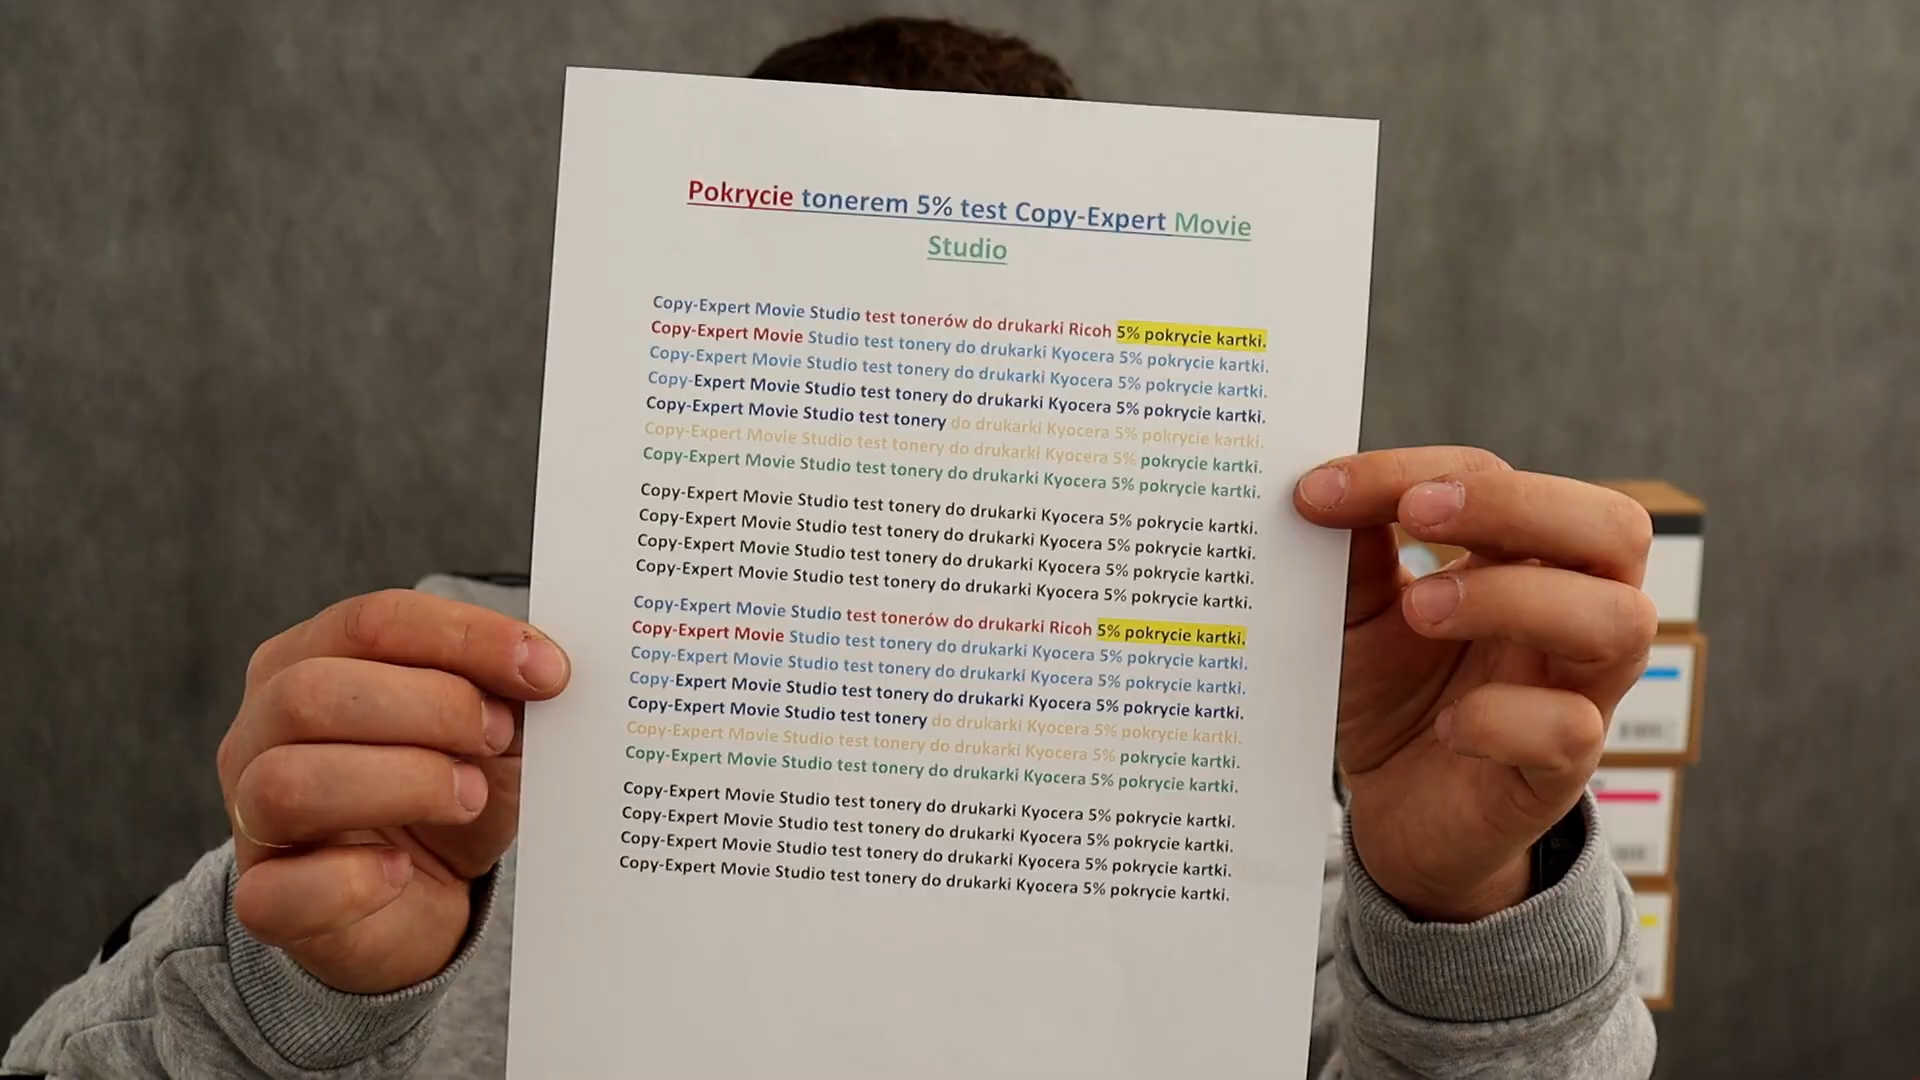 Pokrycie tonerem 5% test Copy-Expert Movie
Studio
Copy-Expert Movie Studio test tonerów do drukarki Ricoh 5% pokrycie kartki.
Copy-Expert Movie Studio test tonery do drukarki Kyocera 5% pokrycie kartki.
Copy-Expert Movie Studio test tonery do drukarki Kyocera 5% pokrycie kartki.
Copy-Expert Movie Studio test tonery do drukarki Kyocera 5% pokrycie kartki.
Copy-Expert Movie Studio test tonery do drukarki Kyocera 5% pokrycie kartki.
Copy-Expert Movie Studio test tonery do drukarki Kyocera 5% pokrycie kartki.
Copy-Expert Movie Studio test tonery do drukarki Kyocera 5% pokrycie kartki.
Copy-Expert Movie Studio test tonery do drukarki Kyocera 5% pokrycie kartki.
Copy-Expert Movie Studio test tonery do drukarki Kyocera 5% pokrycie kartki.
Copy-Expert Movie Studio test tonery do drukarki Kyocera 5% pokrycie kartki.
Copy-Expert Movie Studio test tonery do drukarki Kyocera 5% pokrycie kartki.
Copy-Expert Movie Studio test tonerów do drukarki Ricoh 5% pokrycie kartki.
Copy-Expert Movie Studio test tonery do drukarki Kyocera 5% pokrycie kartki.
Copy-Expert Movie Studio test tonery do drukarki Kyocera 5% pokrycie kartki.
Copy-Expert Movie Studio test tonery do drukarki Kyocera 5% pokrycie kartki.
Copy-Expert Movie Studio test tonery do drukarki Kyocera 5% pokrycie kartki.
Copy-Expert Movie Studio test tonery do drukarki Kyocera 5% pokrycie kartki.
Copy-Expert Movie Studio test tonery do drukarki Kyocera 5% pokrycie kartki.
Copy-Expert Movie Studio test tonery do drukarki Kyocera 5% pokrycie kartki.
Copy-Expert Movie Studio test tonery do drukarki Kyocera 5% pokrycie kartki.
Copy-Expert Movie Studio test tonery do drukarki Kyocera 5% pokrycie kartki.
Copy-Expert Movie Studio test tonery do drukarki Kyocera 5% pokrycie kartki.